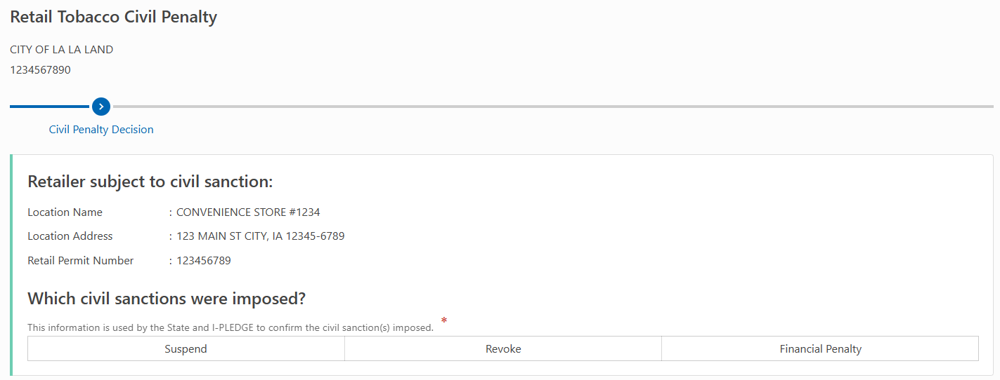 Retail Tobacco Civil Penalty
CITY OF LA LA LAND
1234567890
Civil Penalty Decision
Retailer subject to civil sanction:
Location Name : CONVENIENCE STORE #1234
Location Address : 123 MAIN ST CITY, IA 12345-6789
Retail Permit Number : 123456789
Which civil sanctions were imposed?
This information is used by the State and I-PLEDGE to confirm the civil sanction(s) imposed. *
Suspend Revoke Financial Penalty